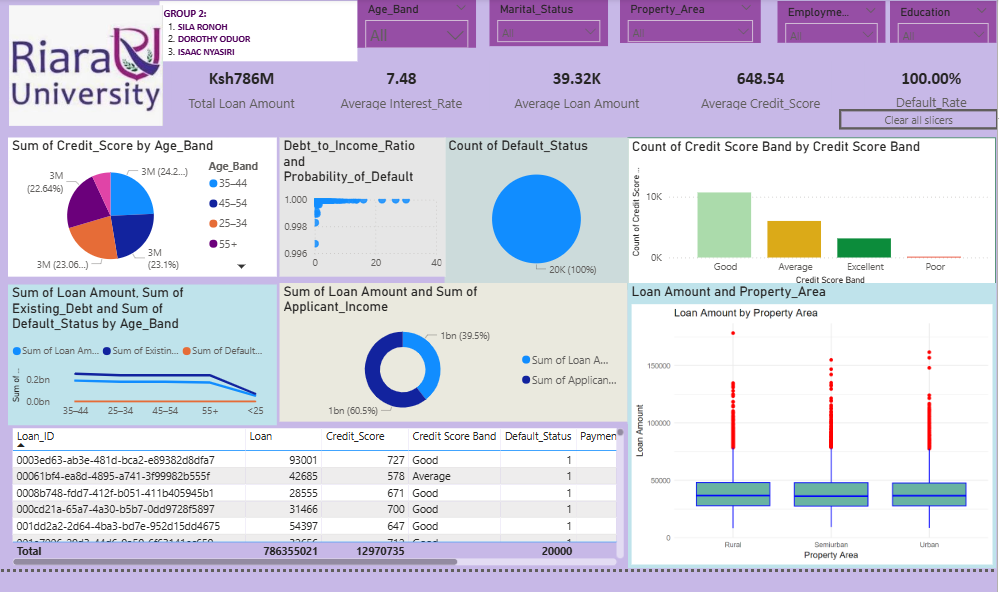 Riara
University
GROUP 2:
1. SILA RONOH
2. DOROTHY ODUOR
3. ISAAC NYASIRI
Age_Band
All
Marital_Status
All
Property_Area
All
Employme...
All
Education
All
Ksh786M
Total Loan Amount
7.48
Average Interest_Rate
39.32K
Average Loan Amount
648.54
Average Credit_Score
100.00%
Default_Rate
Clear all slicers
Sum of Credit_Score by Age_Band
3M
(22.64%)
3M (24.2...)
3M (23.06...)
3M
(23.1%)
Age_Band
35–44
45–54
25–34
55+
Debt_to_Income_Ratio
and
Probability_of_Default
1.000
0.998
0.996
0
20
40
Count of Default_Status
20K (100%)
Count of Credit Score Band by Credit Score Band
Count of Credit Score ..
10K
0K
Good
Average
Excellent
Poor
Credit Score Band
Sum of Loan Amount, Sum of
Existing_Debt and Sum of
Default_Status by Age_Band
Sum of Loan Am...
Sum of Existin...
Sum of Default...
Sum of ...
0.2bn
0.0bn
35–44
25–34
45–54
55+
<25
Sum of Loan Amount and Sum of
Applicant_Income
1bn (39.5%)
1bn (60.5%)
Sum of Loan A...
Sum of Applican...
Loan Amount and Property_Area
Loan Amount by Property Area
Loan Amount
150000
100000
50000
0
Rural
Semiurban
Urban
Property Area
Loan_ID Loan Credit_Score Credit Score Band Default_Status Paymen
0003ed63-ab3e-481d-bca2-e89382d8dfa7 93001 727 Good 1
00061bf4-ea8d-4895-a741-3f99982b555f 42685 578 Average 1
0008b748-fdd7-412f-b051-411b405945b1 28555 671 Good 1
000cd21a-65a7-4a30-b5b7-0dd9728f5897 31466 700 Good 1
001dd2a2-2d64-4ba3-bd7e-952d15dd4675 54397 647 Good 1
Total 786355021 12970735 20000